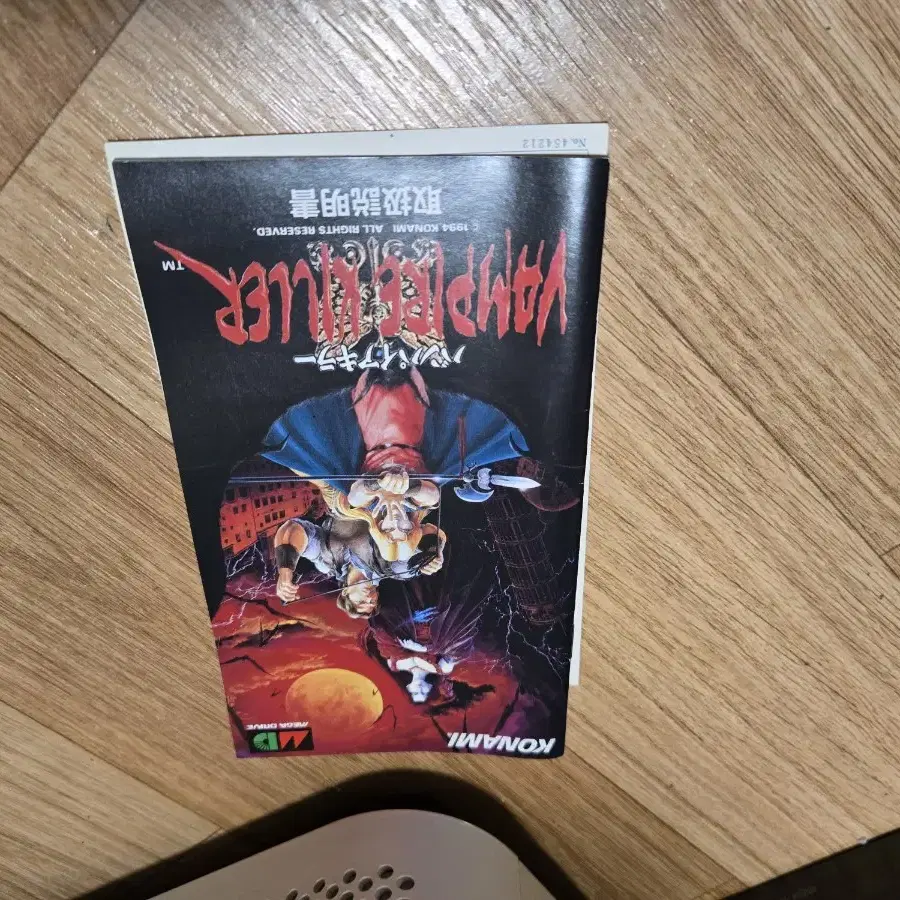 KONAMI
MEGA DRIVE
バンパイアキラー
VAMPIRE KILLER
TM
© 1994 KONAMI ALL RIGHTS RESERVED.
取扱説明書
No.454212